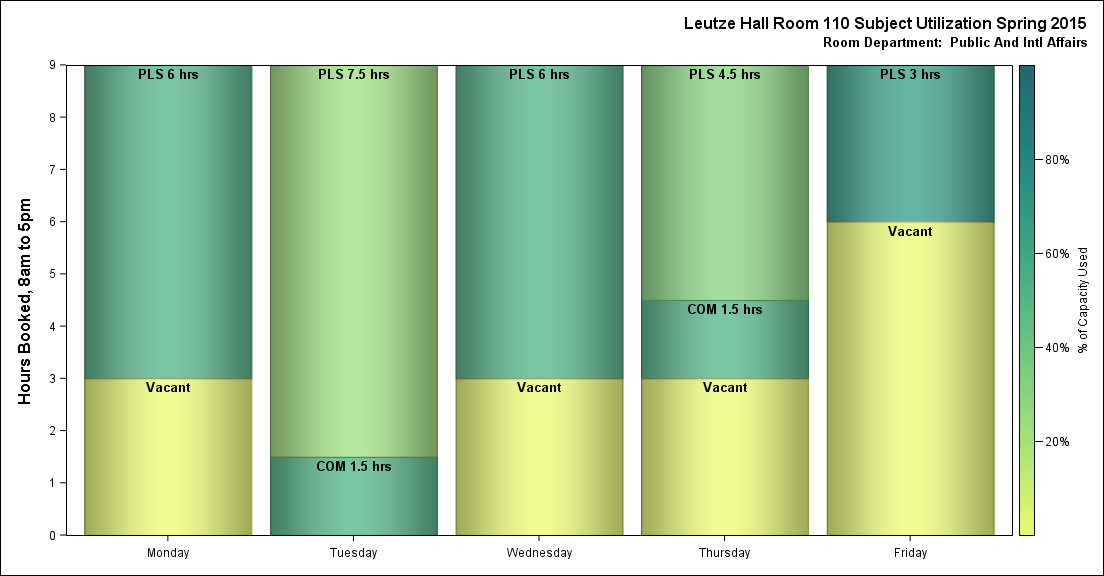 Leutze Hall Room 110 Subject Utilization Spring 2015
Room Department:  Public And Intl Affairs
Hours Booked, 8am to 5pm
9
8
7
6
5
4
3
2
1
0
PLS 6 hrs
Vacant
PLS 7.5 hrs
COM 1.5 hrs
PLS 6 hrs
Vacant
PLS 4.5 hrs
COM 1.5 hrs
Vacant
PLS 3 hrs
Vacant
Monday
Tuesday
Wednesday
Thursday
Friday
80%
60%
40%
20%
% of Capacity Used